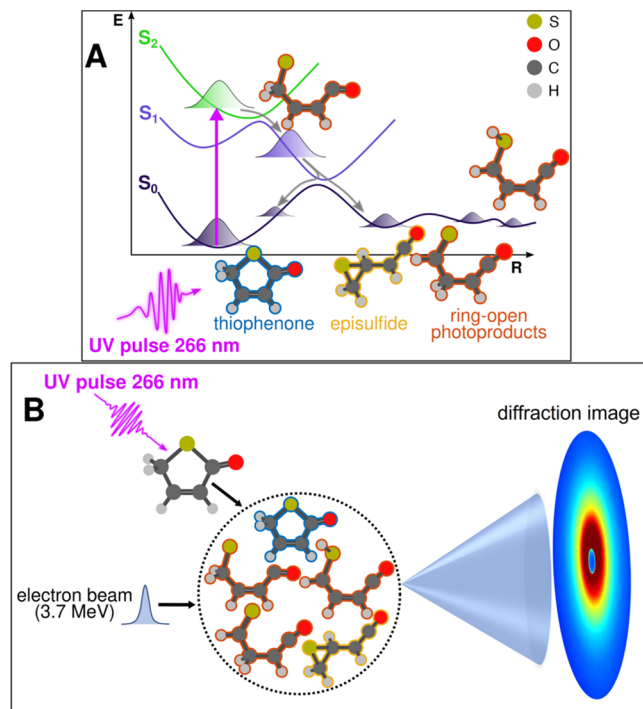 E
S₂
S
O
C
H
A
S₁
S₀
R
thiophenone
episulfide
ring-open
photoproducts
UV pulse 266 nm
B
UV pulse 266 nm
diffraction image
electron beam
(3.7 MeV)